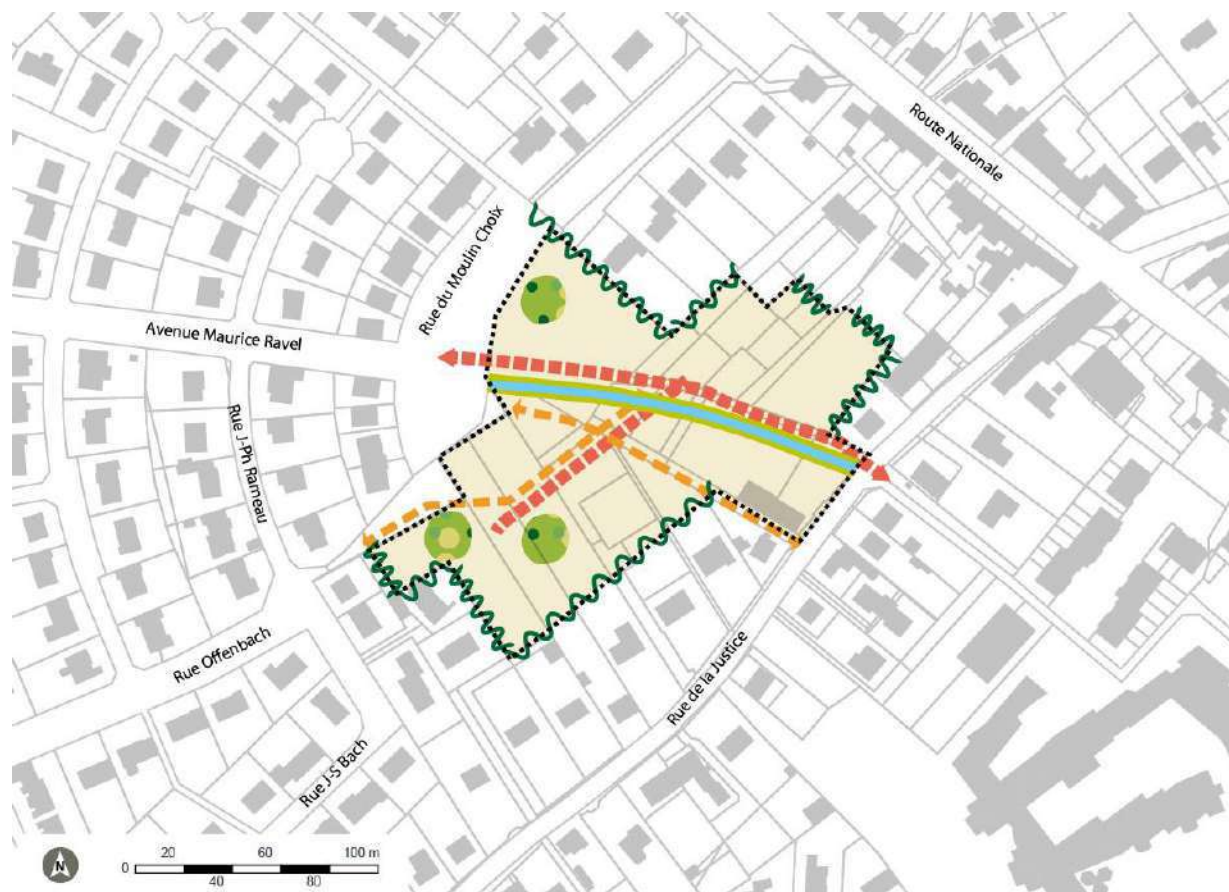 Route Nationale
Rue du Moulin Choix
Avenue Maurice Ravel
Rue J-Ph Rameau
Rue Offenbach
Rue de la Justice
Rue J-S Bach
N
0 20 60 100 m
40 80